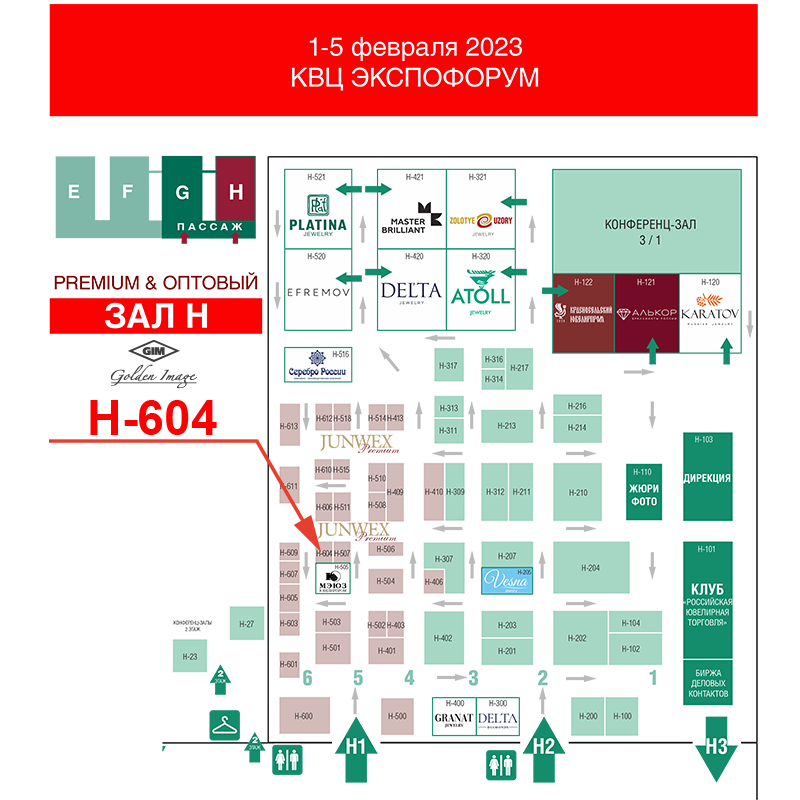 1-5 февраля 2023
КВЦ ЭКСПОФОРУМ
E F G H
ПАССАЖ
PREMIUM & ОПТОВЫЙ
ЗАЛ H
GIM
Golden Image
H-604
H-521
PLATINA
JEWELRY
H-421
MASTER
BRILLIANT
H-321
ZOLOTYE UZORY
JEWELRY
H-520
EFREMOV
H-420
DELTA
JEWELRY
H-320
ATOLL
JEWELRY
КОНФЕРЕНЦ-ЗАЛ
3 / 1
H-122
КРАСНОСЕЛЬСКИЙ
ЮВЕЛИРПРОМ
H-121
АЛЬКОР
H-120
KARATOV
H-516
Серебро России
H-317
H-316
H-314
H-217
H-613
H-612 H-518
H-514 H-413
H-313
H-311
H-213
H-216
H-214
JUNWEX
Premium
H-103
ДИРЕКЦИЯ
H-611
H-610 H-515
H-606 H-511
H-510
H-508
H-409
H-410 H-309
H-312 H-211
H-210
H-110
ЖЮРИ
ФОТО
JUNWEX
Premium
H-609
H-607
H-605
H-603
H-601
H-604 H-507
H-505
МЭЮЗ
ЮВЕЛИРПРОМ
H-506
H-504
H-307
H-406
H-207
H-205
Vesna
H-204
H-101
КЛУБ
«РОССИЙСКАЯ
ЮВЕЛИРНАЯ
ТОРГОВЛЯ»
H-503
H-501
H-502 H-403
H-401
H-402
H-203
H-201
H-202
H-104
H-102
БИРЖА
ДЕЛОВЫХ
КОНТАКТОВ
КОНФЕРЕНЦ-ЗАЛЫ
2 ЭТАЖ
H-27
H-23
2
ЭТАЖ
6 5 4 3 2 1
H-600
H-500
H-400
GRANAT
JEWELRY
H-300
DELTA
DIAMONDS
H-200 H-100
2
ЭТАЖ
H1
H2
H3